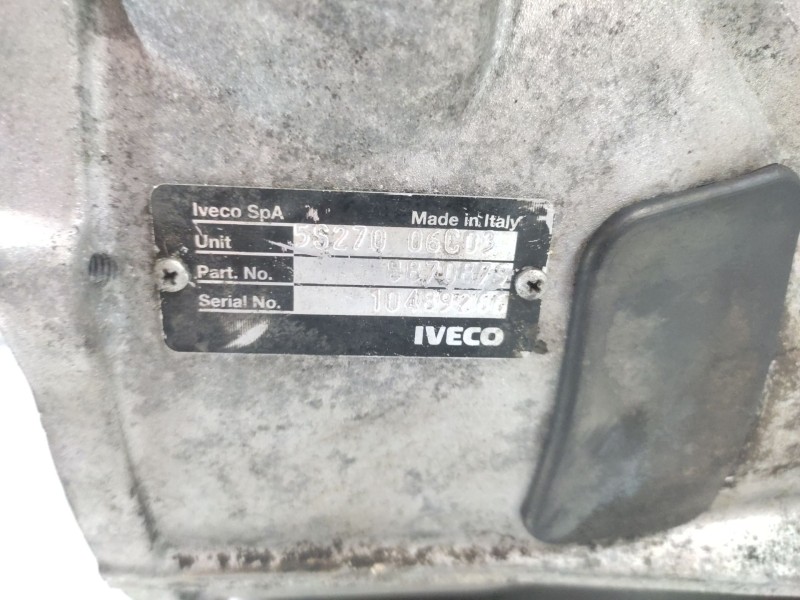 Iveco SpA Made in Italy
Unit 5S270 06C03
Part. No.
Serial No.
IVECO